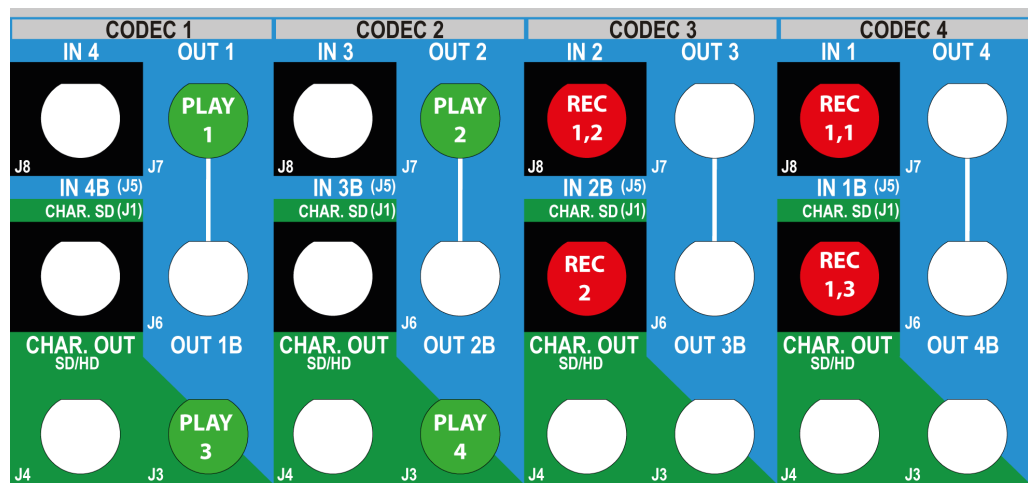 CODEC 1 CODEC 2 CODEC 3 CODEC 4
IN 4 OUT 1 IN 3 OUT 2 IN 2 OUT 3 IN 1 OUT 4
PLAY PLAY REC REC
1 2 1,2 1,1
J8 J7 J8 J7 J8 J7 J8 J7
IN 4B (J5) IN 3B (J5) IN 2B (J5) IN 1B (J5)
CHAR. SD (J1) CHAR. SD (J1) CHAR. SD (J1) CHAR. SD (J1)
REC REC
2 1,3
J6 J6 J6 J6
CHAR. OUT OUT 1B CHAR. OUT OUT 2B CHAR. OUT OUT 3B CHAR. OUT OUT 4B
SD/HD SD/HD SD/HD SD/HD
PLAY PLAY
3 4
J4 J3 J4 J3 J4 J3 J4 J3